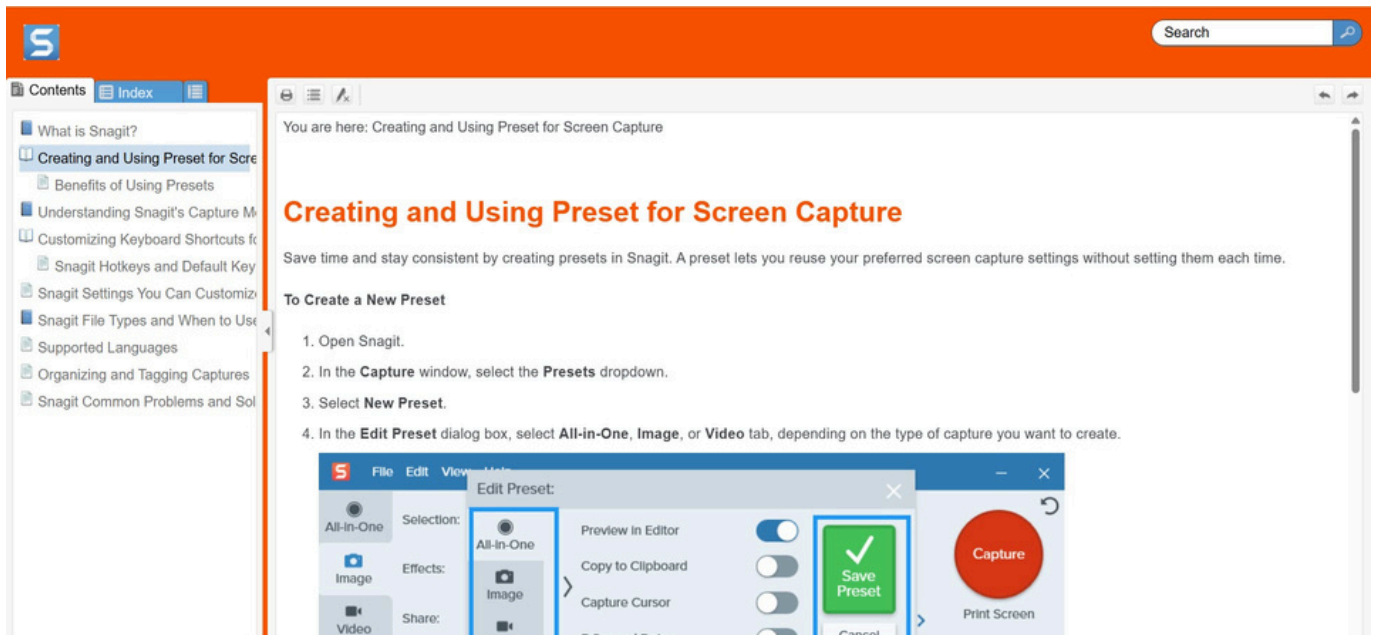 S
Search
Contents
Index
What is Snagit?
Creating and Using Preset for Scre
Benefits of Using Presets
Understanding Snagit's Capture M
Customizing Keyboard Shortcuts fo
Snagit Hotkeys and Default Key
Snagit Settings You Can Customiz
Snagit File Types and When to Use
Supported Languages
Organizing and Tagging Captures
Snagit Common Problems and Sol
You are here: Creating and Using Preset for Screen Capture
Creating and Using Preset for Screen Capture
Save time and stay consistent by creating presets in Snagit. A preset lets you reuse your preferred screen capture settings without setting them each time.
To Create a New Preset
1. Open Snagit.
2. In the Capture window, select the Presets dropdown.
3. Select New Preset.
4. In the Edit Preset dialog box, select All-in-One, Image, or Video tab, depending on the type of capture you want to create.
S File Edit View
All-in-One
Image
Video
Selection:
Effects:
Share:
Edit Preset:
All-in-One
Image
Preview in Editor
Copy to Clipboard
Capture Cursor
Save
Preset
Cancel
Capture
Print Screen